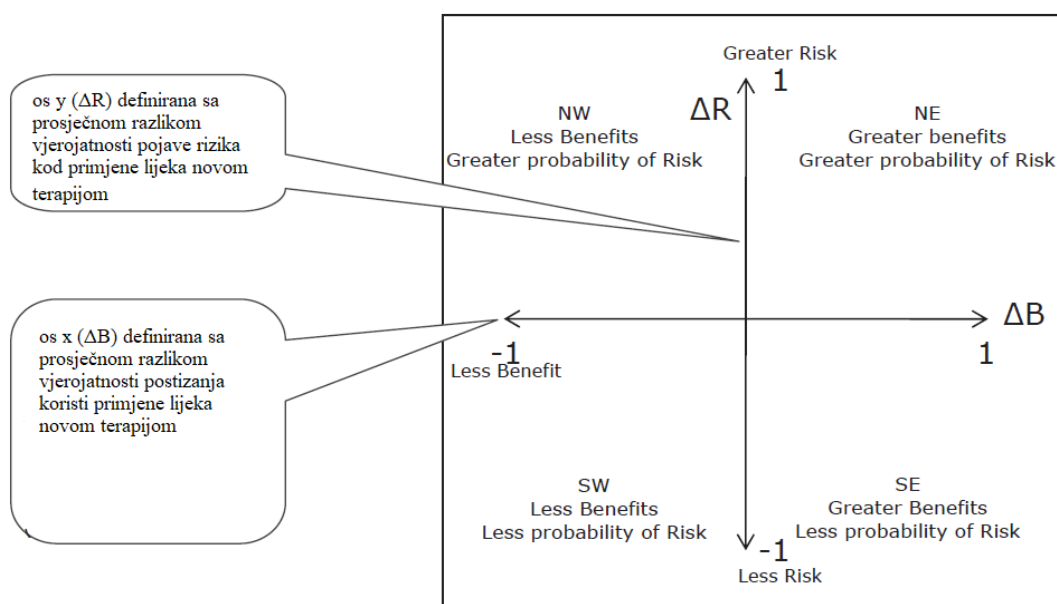 os y (ΔR) definirana sa
prosječnom razlikom
vjerojatnosti pojave rizika
kod primjene lijeka novom
terapijom
os x (ΔB) definirana sa
prosječnom razlikom
vjerojatnosti postizanja
koristi primjene lijeka
novom terapijom
Greater Risk
1
ΔR
NW
Less Benefits
Greater probability of Risk
NE
Greater benefits
Greater probability of Risk
ΔB
-1
1
Less Benefit
SW
Less Benefits
Less probability of Risk
SE
Greater Benefits
Less probability of Risk
-1
Less Risk